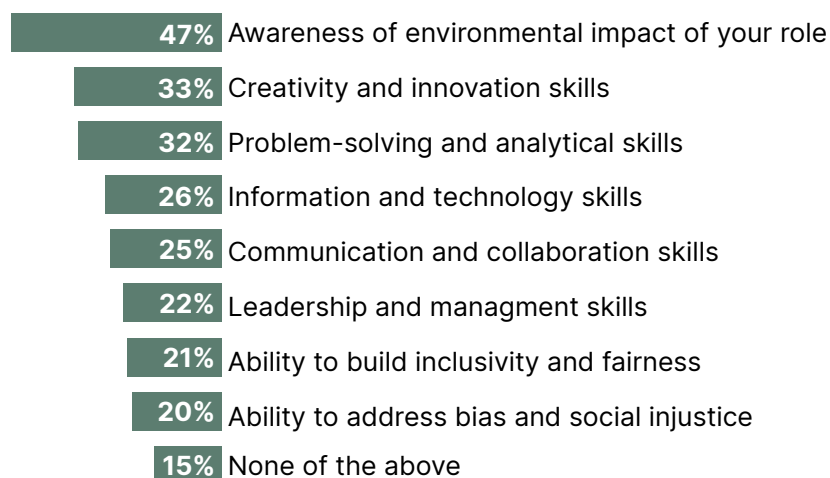 47% Awareness of environmental impact of your role
33% Creativity and innovation skills
32% Problem-solving and analytical skills
26% Information and technology skills
25% Communication and collaboration skills
22% Leadership and managment skills
21% Ability to build inclusivity and fairness
20% Ability to address bias and social injustice
15% None of the above